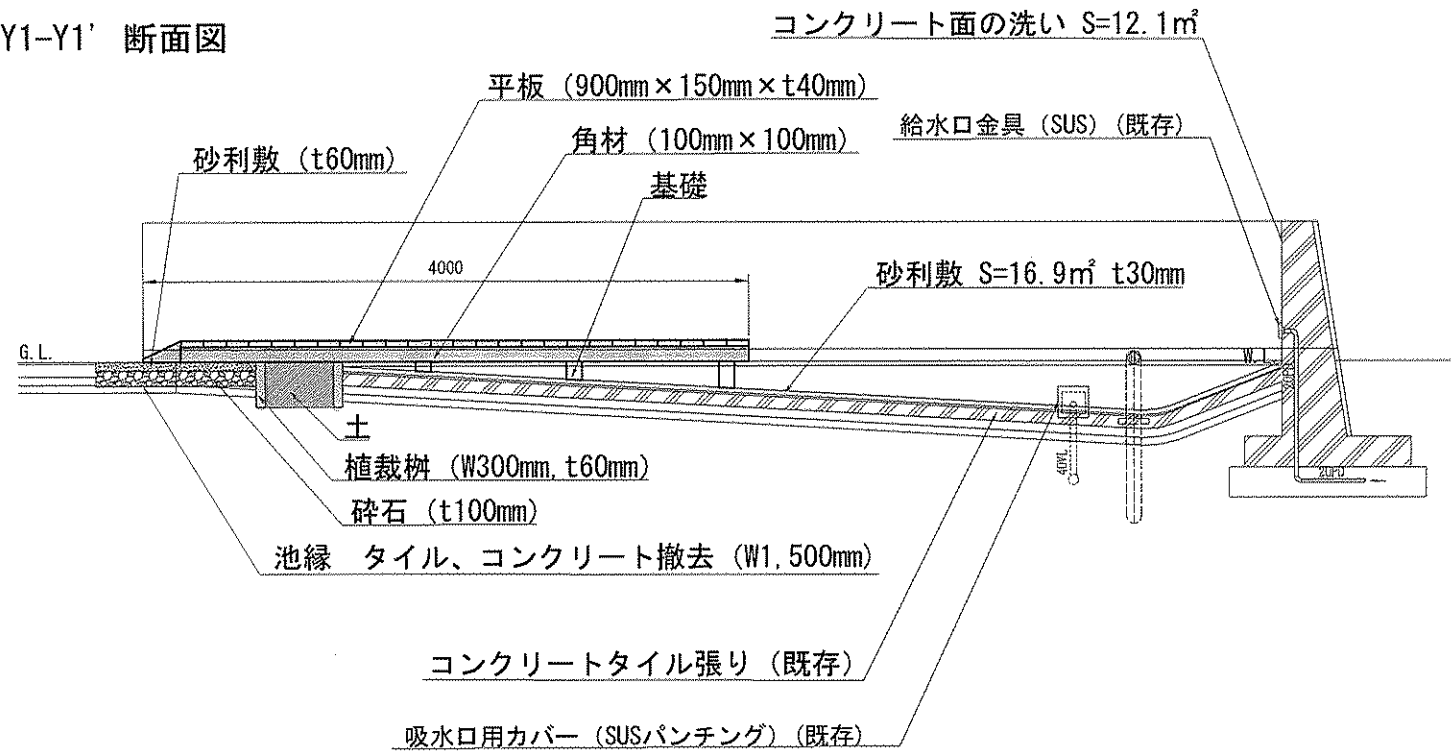 Y1-Y1' 断面図
コンクリート面の洗い S=12.1㎡
平板 (900mm×150mm×t40mm)
給水口金具 (SUS) (既存)
角材 (100mm×100mm)
砂利敷 (t60mm)
基礎
4000
砂利敷 S=16.9㎡ t30mm
G.L.
W.
土
植裁桝 (W300mm,t60mm)
40VL
20PD
砕石 (t100mm)
池縁 タイル、コンクリート撤去 (W1,500mm)
コンクリートタイル張り (既存)
吸水口用カバー (SUSパンチング) (既存)